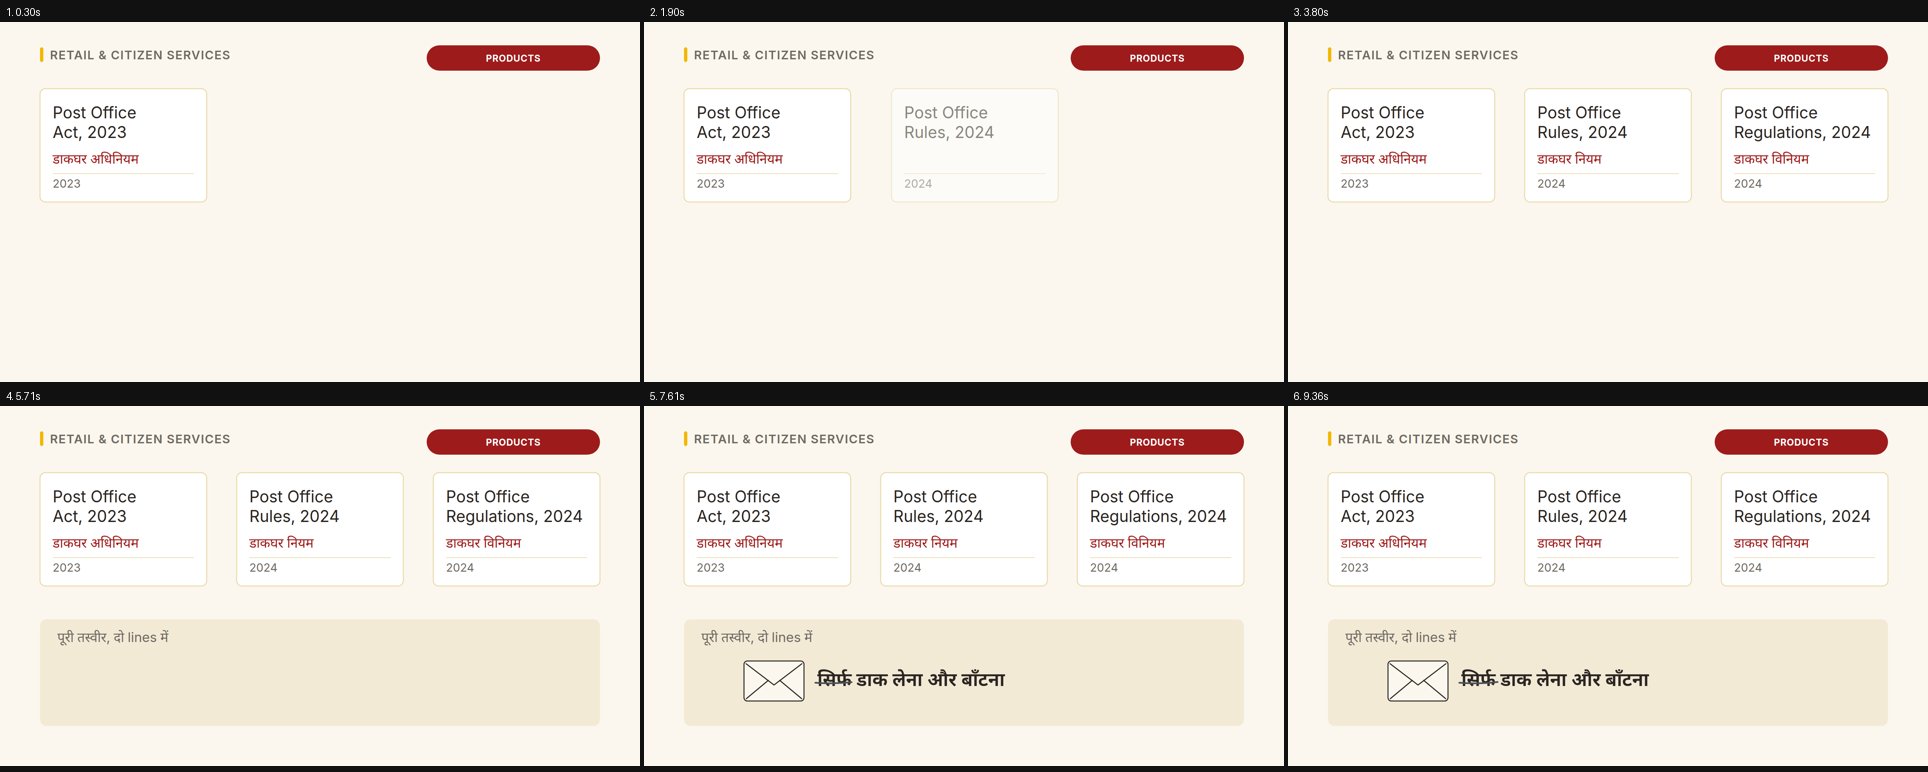 1. 0.30s
RETAIL & CITIZEN SERVICES
PRODUCTS
Post Office
Act, 2023
डाकघर अधिनियम
2023
2. 1.90s
RETAIL & CITIZEN SERVICES
PRODUCTS
Post Office
Act, 2023
डाकघर अधिनियम
2023
Post Office
Rules, 2024
2024
3. 3.80s
RETAIL & CITIZEN SERVICES
PRODUCTS
Post Office
Act, 2023
डाकघर अधिनियम
2023
Post Office
Rules, 2024
डाकघर नियम
2024
Post Office
Regulations, 2024
डाकघर विनियम
2024
4. 5.71s
RETAIL & CITIZEN SERVICES
PRODUCTS
Post Office
Act, 2023
डाकघर अधिनियम
2023
Post Office
Rules, 2024
डाकघर नियम
2024
Post Office
Regulations, 2024
डाकघर विनियम
2024
पूरी तस्वीर, दो lines में
5. 7.61s
RETAIL & CITIZEN SERVICES
PRODUCTS
Post Office
Act, 2023
डाकघर अधिनियम
2023
Post Office
Rules, 2024
डाकघर नियम
2024
Post Office
Regulations, 2024
डाकघर विनियम
2024
पूरी तस्वीर, दो lines में
सिर्फ डाक लेना और बाँटना
6. 9.36s
RETAIL & CITIZEN SERVICES
PRODUCTS
Post Office
Act, 2023
डाकघर अधिनियम
2023
Post Office
Rules, 2024
डाकघर नियम
2024
Post Office
Regulations, 2024
डाकघर विनियम
2024
पूरी तस्वीर, दो lines में
सिर्फ डाक लेना और बाँटना